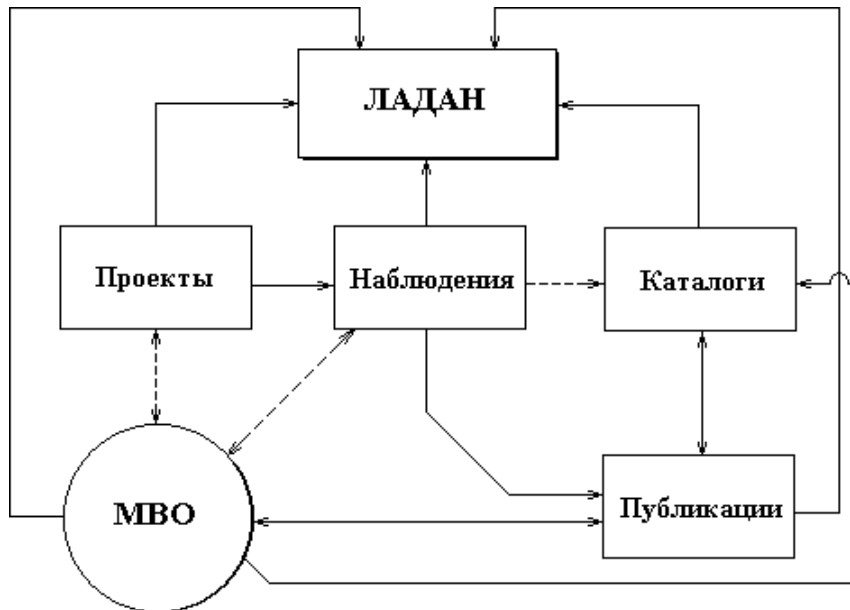 ЛАДАН
Проекты
Наблюдения
Каталоги
МВО
Публикации